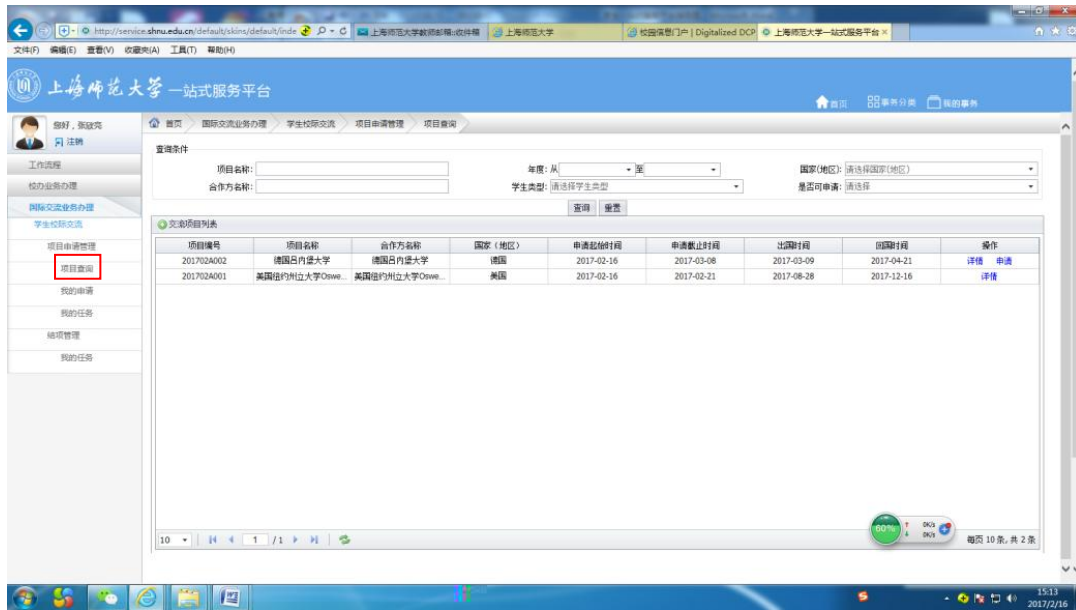 http://service.shnu.edu.cn/default/skins/default/inde
上海师范大学教师邮箱:收件箱
上海师范大学
校园信息门户 | Digitalized DCP
上海师范大学一站式服务平台
文件(F) 编辑(E) 查看(V) 收藏夹(A) 工具(T) 帮助(H)
上海师范大学 一站式服务平台
首页 事务分类 我的事务
您好，张欣亮
注销
首页 国际交流业务办理 学生校际交流 项目申请管理 项目查询
工作流程
校办业务办理
国际交流业务办理
学生校际交流
项目申请管理
项目查询
我的申请
我的任务
结项管理
我的任务
查询条件
项目名称: 年度: 从 至 国家(地区): 请选择国家(地区)
合作方名称: 学生类型: 请选择学生类型 是否可申请: 请选择
查询 重置
交流项目列表
项目编号 项目名称 合作方名称 国家（地区） 申请起始时间 申请截止时间 出国时间 回国时间 操作
201702A002 德国吕内堡大学 德国吕内堡大学 德国 2017-02-16 2017-03-08 2017-03-09 2017-04-21 详情 申请
201702A001 美国纽约州立大学Oswe... 美国纽约州立大学Oswe... 美国 2017-02-16 2017-02-21 2017-08-28 2017-12-16 详情
10 1 /1
60% 0K/s
0K/s
每页 10 条, 共 2 条
15:13
2017/2/16